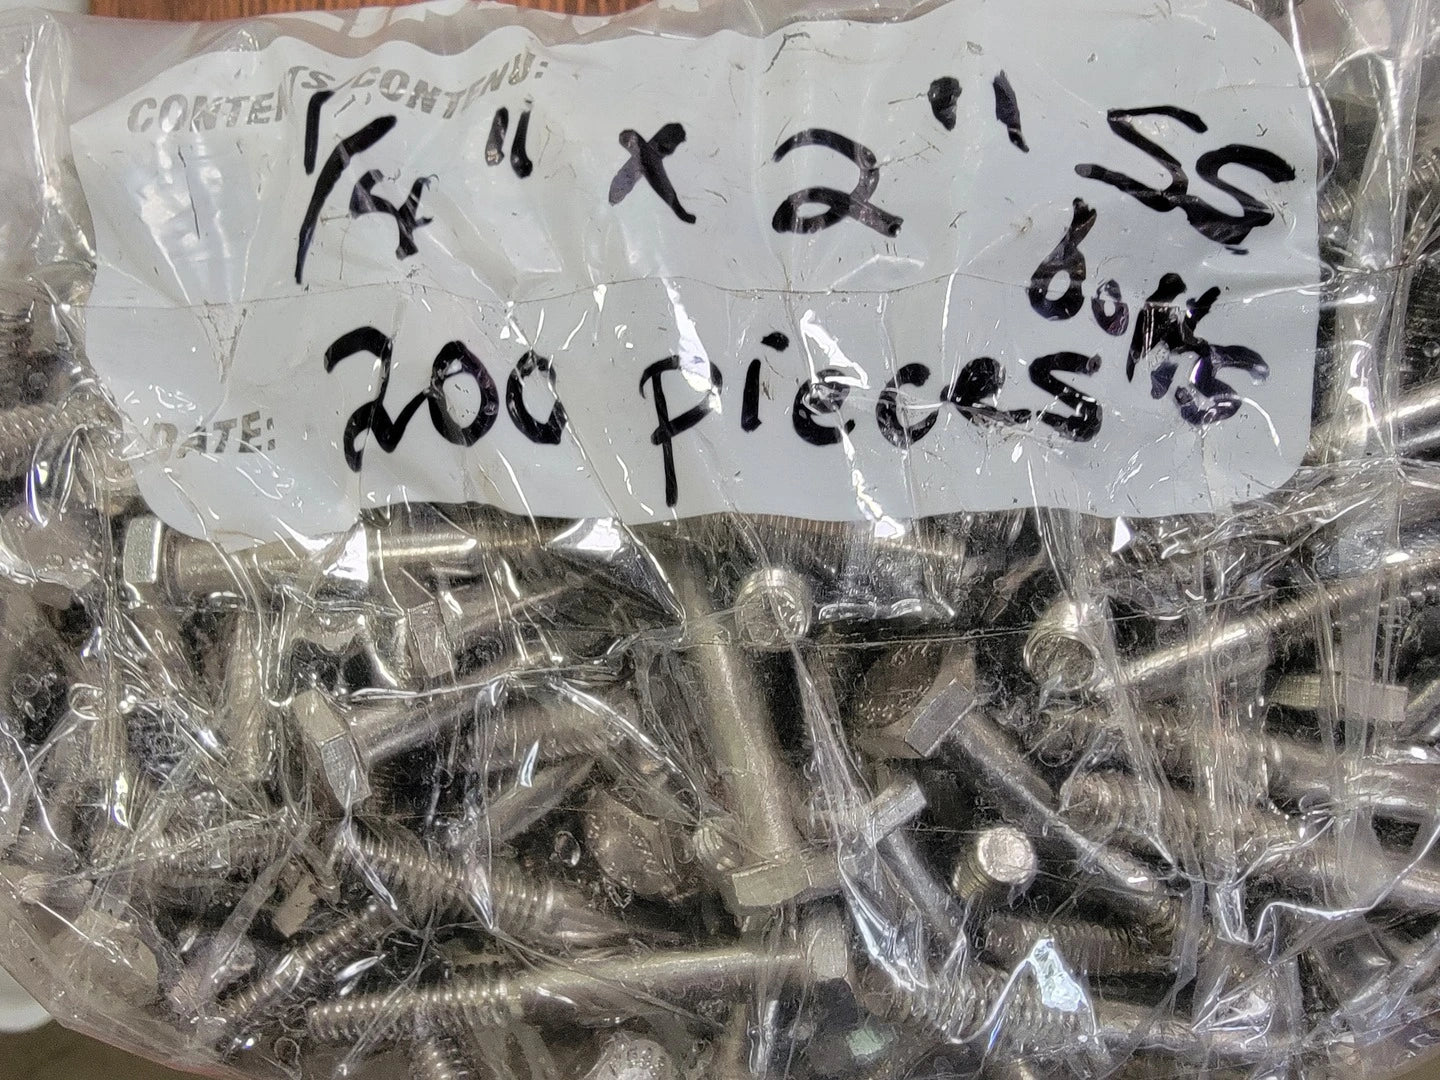 CONTENTS/CONTENU:
1/4" x 2" SS
bolts
DATE:
200 pieces